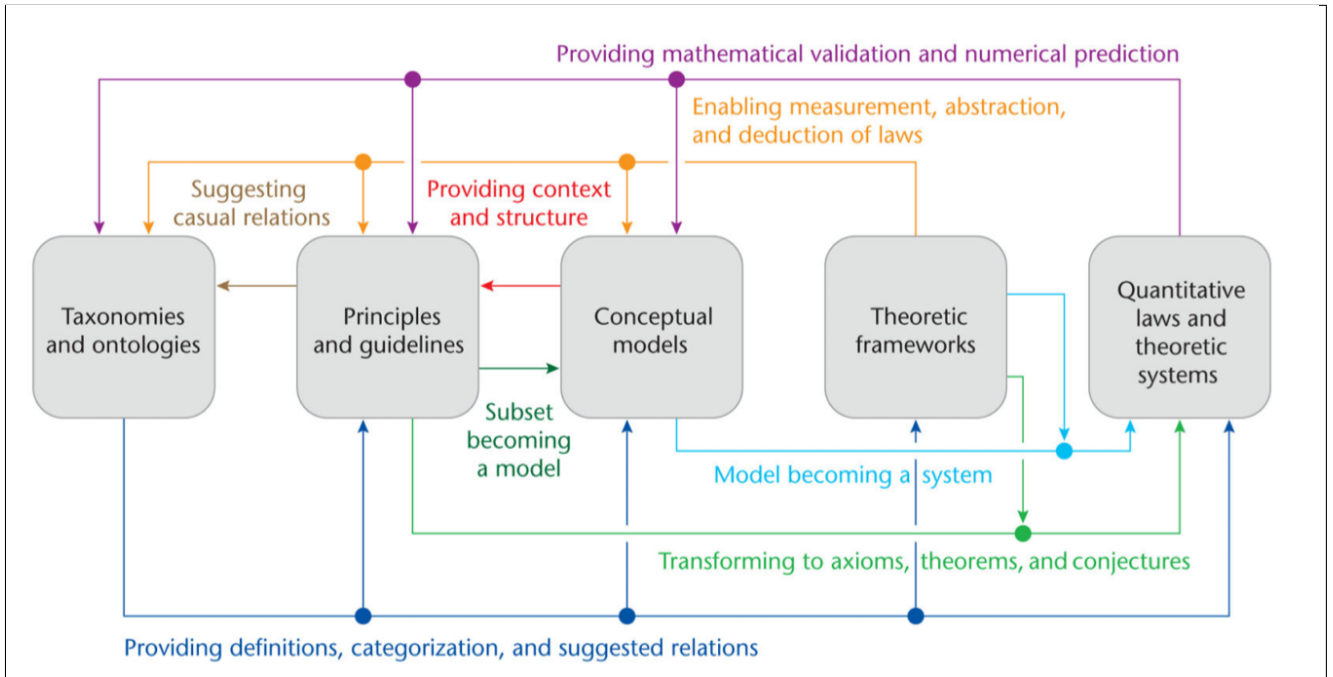 Providing mathematical validation and numerical prediction
Enabling measurement, abstraction,
and deduction of laws
Suggesting
casual relations
Providing context
and structure
Taxonomies
and ontologies
Principles
and guidelines
Conceptual
models
Theoretic
frameworks
Quantitative
laws and
theoretic
systems
Subset
becoming
a model
Model becoming a system
Transforming to axioms, theorems, and conjectures
Providing definitions, categorization, and suggested relations